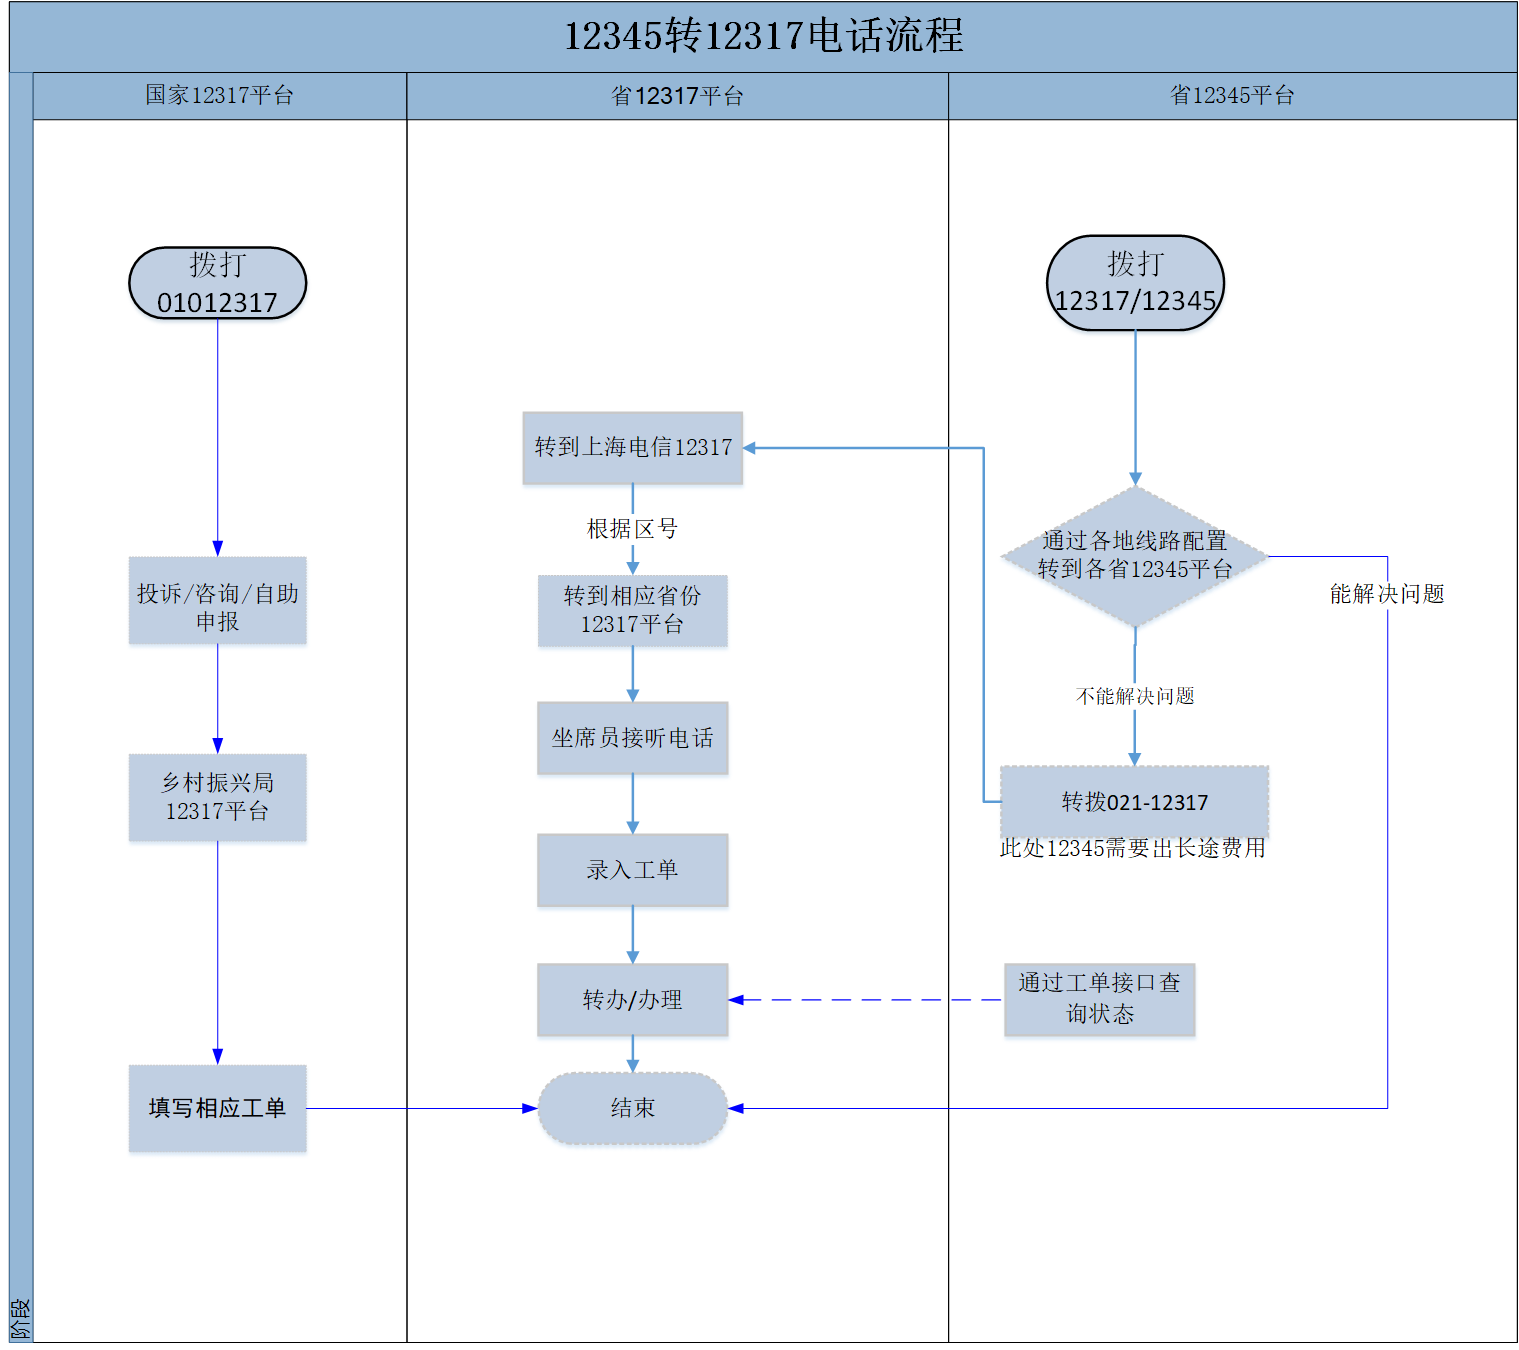 12345转12317电话流程
国家12317平台
省12317平台
省12345平台
拨打
01012317
投诉/咨询/自助
申报
乡村振兴局
12317平台
填写相应工单
转到上海电信12317
根据区号
转到相应省份
12317平台
坐席员接听电话
录入工单
转办/办理
结束
拨打
12317/12345
通过各地线路配置
转到各省12345平台
能解决问题
不能解决问题
转拨021-12317
此处12345需要出长途费用
通过工单接口查
询状态
阶段